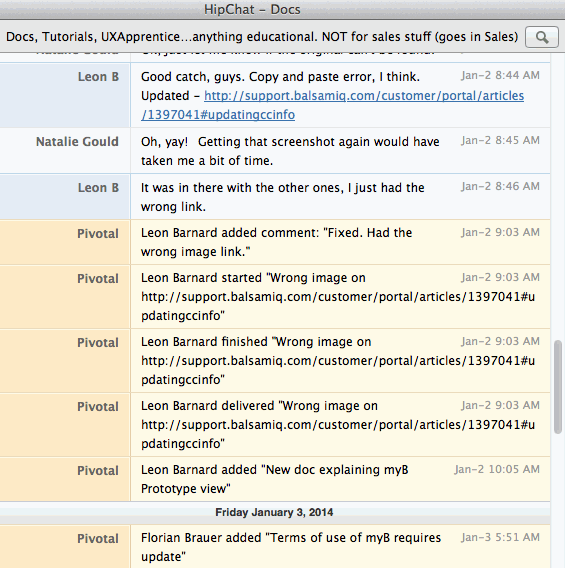 HipChat – Docs
Docs, Tutorials, UXApprentice...anything educational. NOT for sales stuff (goes in Sales)
Natalie Gould
Leon B
Good catch, guys. Copy and paste error, I think.
Jan-2 8:44 AM
Updated - http://support.balsamiq.com/customer/portal/articles
/1397041#updatingccinfo
Natalie Gould
Oh, yay!  Getting that screenshot again would have
Jan-2 8:45 AM
taken me a bit of time.
Leon B
It was in there with the other ones, I just had the
Jan-2 8:46 AM
wrong link.
Pivotal
Leon Barnard added comment: "Fixed. Had the
Jan-2 9:03 AM
wrong image link."
Pivotal
Leon Barnard started "Wrong image on
Jan-2 9:03 AM
http://support.balsamiq.com/customer/portal/articles/1397041#u
pdatingccinfo"
Pivotal
Leon Barnard finished "Wrong image on
Jan-2 9:03 AM
http://support.balsamiq.com/customer/portal/articles/1397041#u
pdatingccinfo"
Pivotal
Leon Barnard delivered "Wrong image on
Jan-2 9:03 AM
http://support.balsamiq.com/customer/portal/articles/1397041#u
pdatingccinfo"
Pivotal
Leon Barnard added "New doc explaining myB
Jan-2 10:05 AM
Prototype view"
Friday January 3, 2014
Pivotal
Florian Brauer added "Terms of use of myB requires
Jan-3 5:51 AM
update"